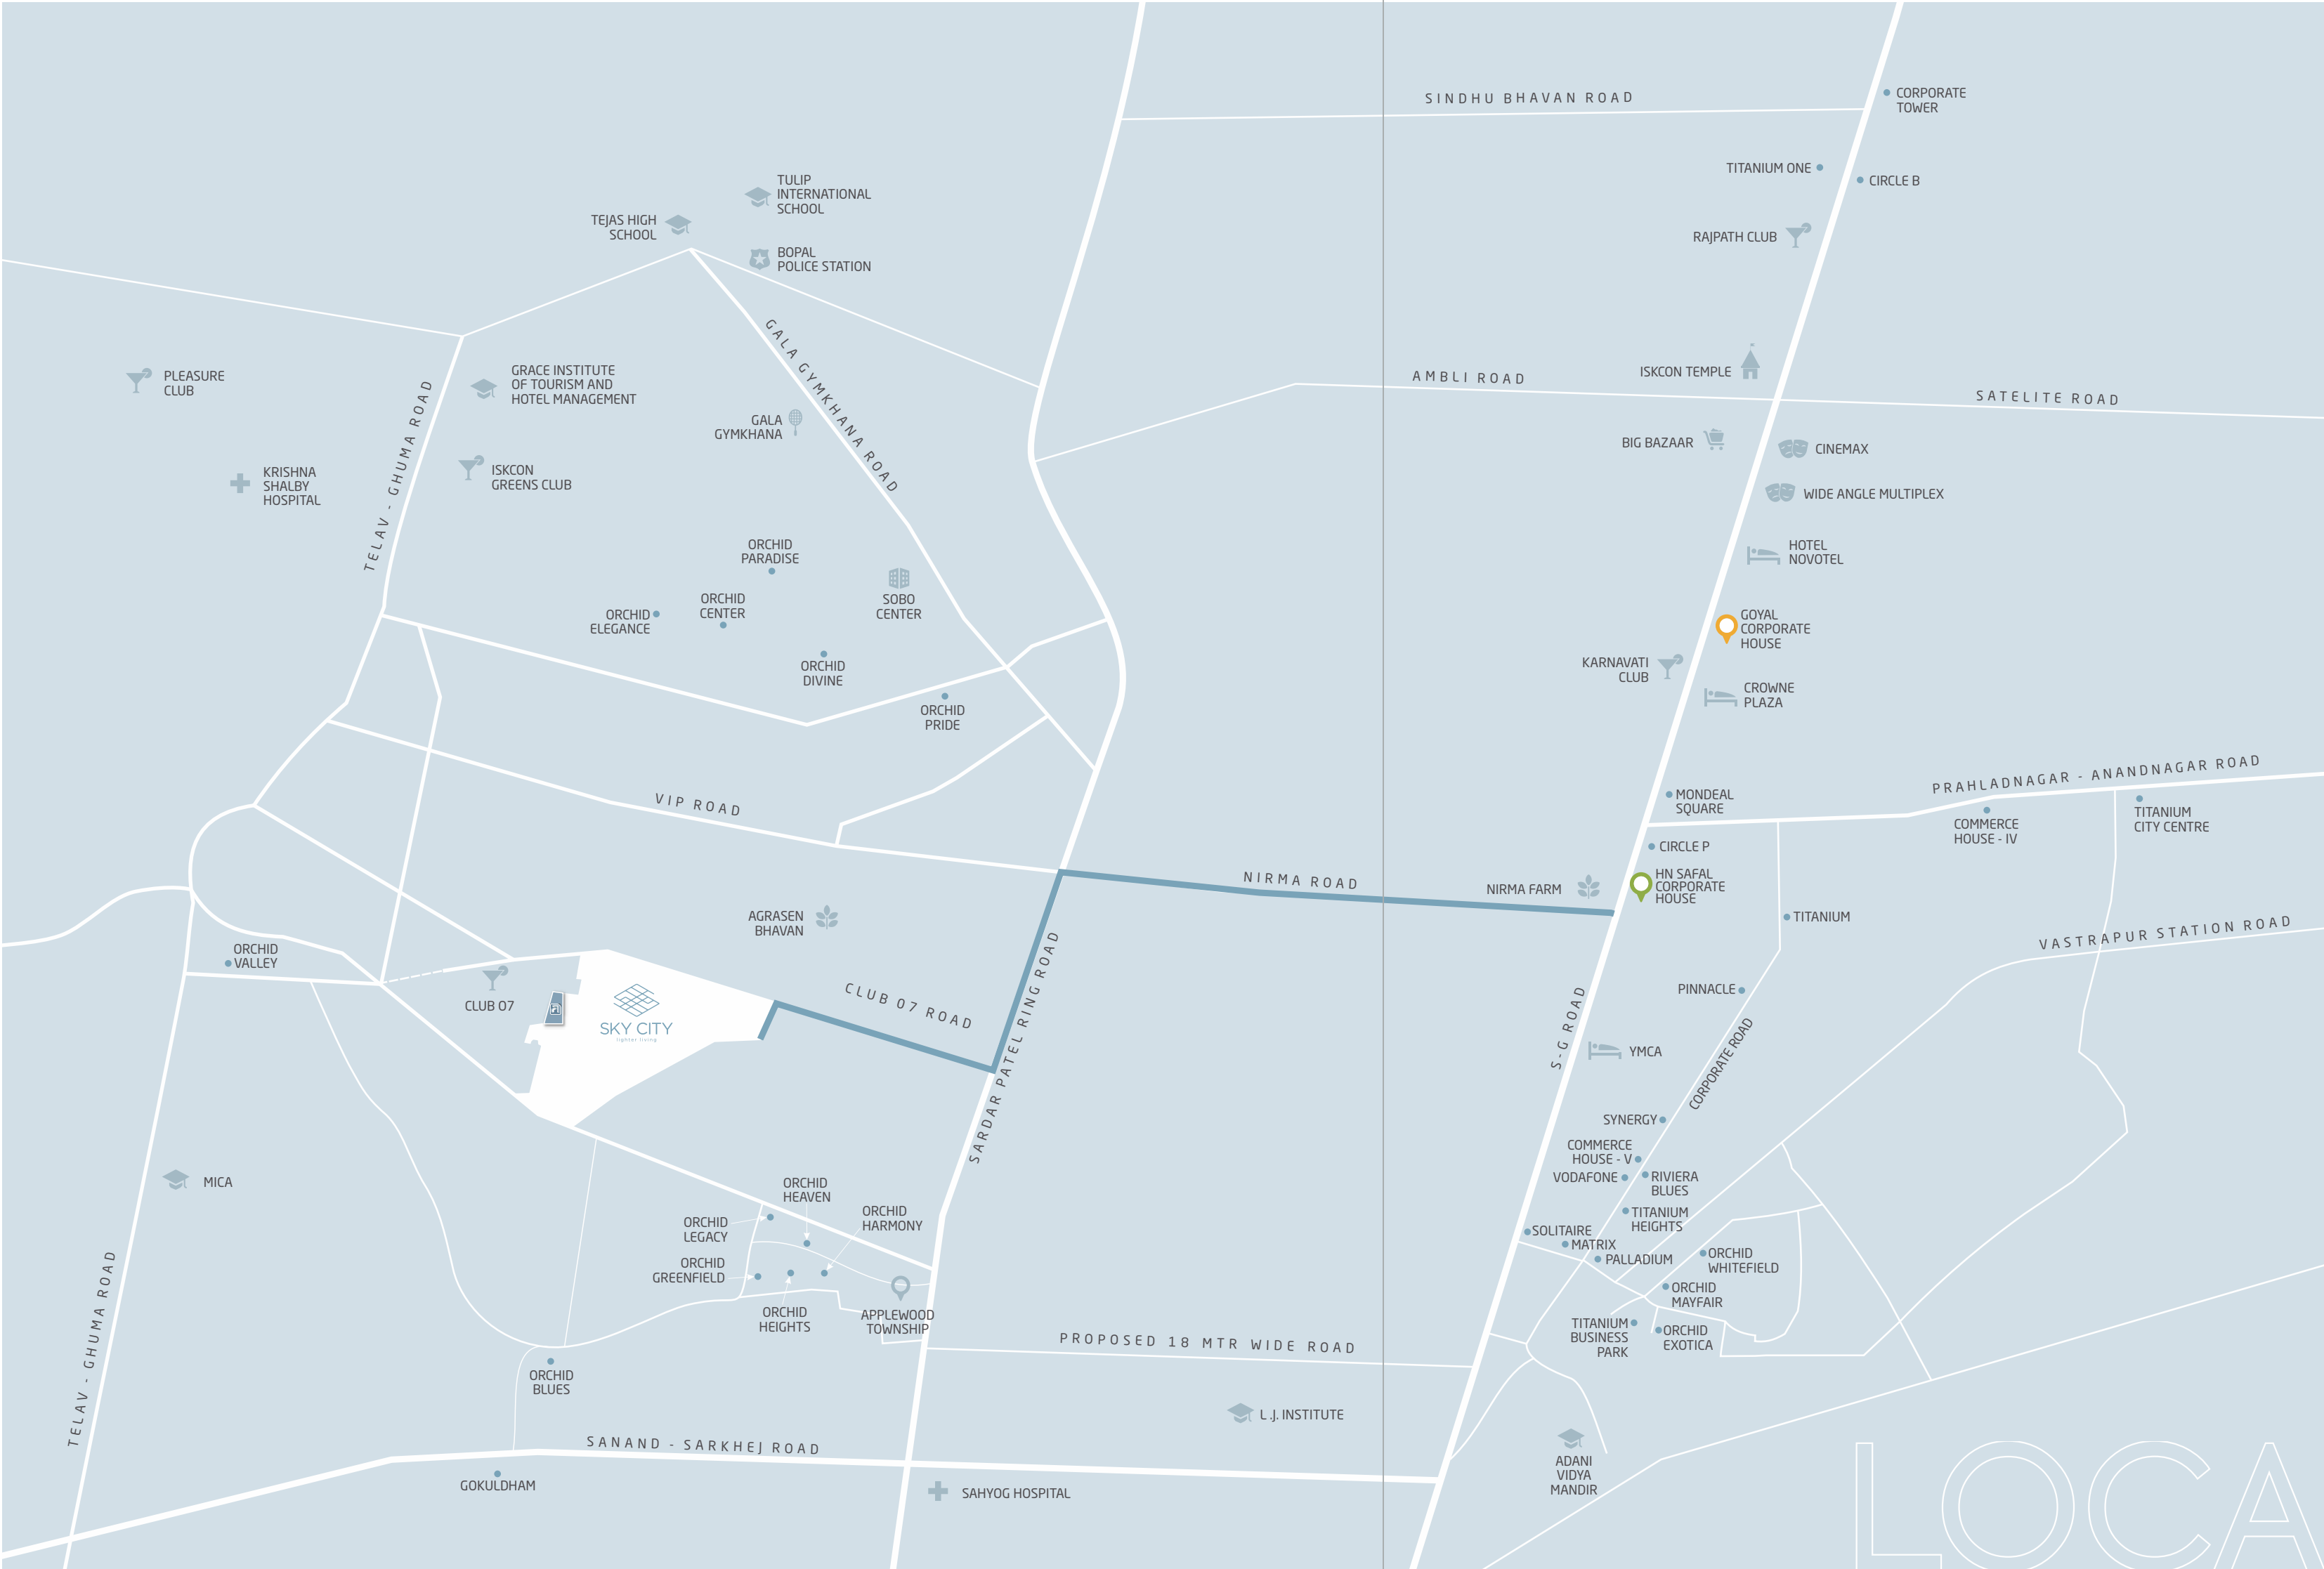 SINDHU BHAVAN ROAD
CORPORATE
TOWER
TITANIUM ONE
CIRCLE B
TULIP
INTERNATIONAL
SCHOOL
TEJAS HIGH
SCHOOL
RAJPATH CLUB
BOPAL
POLICE STATION
GALA GYMKHANA ROAD
PLEASURE
CLUB
TELAV - GHUMA ROAD
GRACE INSTITUTE
OF TOURISM AND
HOTEL MANAGEMENT
ISKCON TEMPLE
AMBLI ROAD
SATELITE ROAD
GALA
GYMKHANA
BIG BAZAAR
CINEMAX
KRISHNA
SHALBY
HOSPITAL
ISKCON
GREENS CLUB
WIDE ANGLE MULTIPLEX
HOTEL
NOVOTEL
ORCHID
PARADISE
ORCHID
CENTER
SOBO
CENTER
ORCHID
ELEGANCE
GOYAL
CORPORATE
HOUSE
ORCHID
DIVINE
KARNAVATI
CLUB
CROWNE
PLAZA
ORCHID
PRIDE
PRAHLADNAGAR - ANANDNAGAR ROAD
VIP ROAD
MONDEAL
SQUARE
COMMERCE
HOUSE - IV
TITANIUM
CITY CENTRE
CIRCLE P
NIRMA ROAD
NIRMA FARM
HN SAFAL
CORPORATE
HOUSE
AGRASEN
BHAVAN
TITANIUM
VASTRAPUR STATION ROAD
ORCHID
VALLEY
CLUB 07
SKY CITY
lighter living
CLUB 07 ROAD
SARDAR PATEL RING ROAD
S-G ROAD
PINNACLE
YMCA
CORPORATE ROAD
SYNERGY
COMMERCE
HOUSE - V
VODAFONE
RIVIERA
BLUES
MICA
ORCHID
HEAVEN
ORCHID
LEGACY
ORCHID
HARMONY
TITANIUM
HEIGHTS
SOLITAIRE
MATRIX
PALLADIUM
ORCHID
WHITEFIELD
ORCHID
GREENFIELD
ORCHID
HEIGHTS
APPLEWOOD
TOWNSHIP
ORCHID
MAYFAIR
TITANIUM
BUSINESS
PARK
ORCHID
EXOTICA
TELAV - GHUMA ROAD
PROPOSED 18 MTR WIDE ROAD
ORCHID
BLUES
L .J. INSTITUTE
SANAND - SARKHEJ ROAD
GOKULDHAM
SAHYOG HOSPITAL
ADANI
VIDYA
MANDIR
LOCA